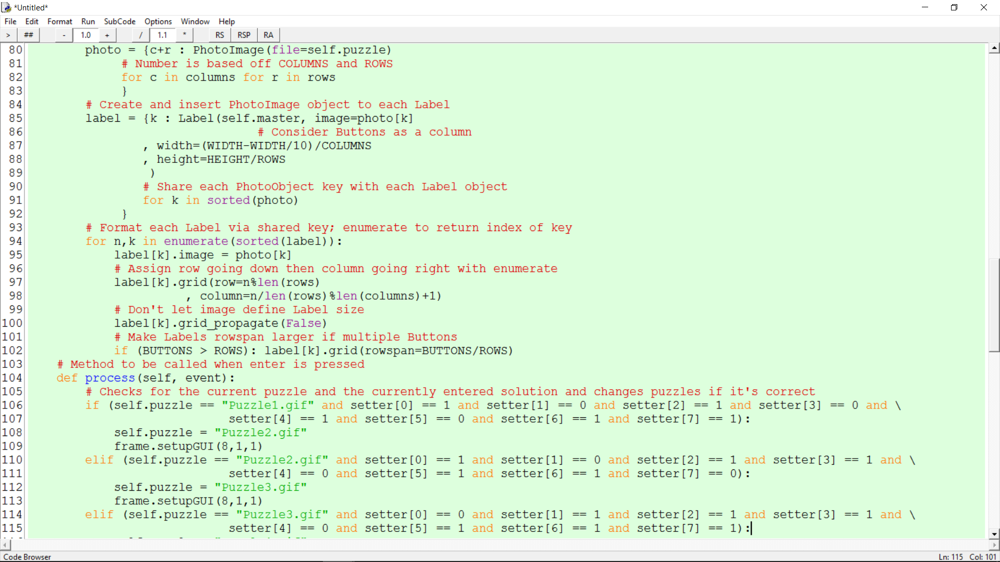 *Untitled*
File Edit Format Run SubCode Options Window Help
> ## - 1.0 + / 1.1 * RS RSP RA
80 photo = {c+r : PhotoImage(file=self.puzzle)
81 # Number is based off COLUMNS and ROWS
82 for c in columns for r in rows
83 }
84 # Create and insert PhotoImage object to each Label
85 label = {k : Label(self.master, image=photo[k]
86 # Consider Buttons as a column
87 , width=(WIDTH-WIDTH/10)/COLUMNS
88 , height=HEIGHT/ROWS
89 )
90 # Share each PhotoObject key with each Label object
91 for k in sorted(photo)
92 }
93 # Format each Label via shared key; enumerate to return index of key
94 for n,k in enumerate(sorted(label)):
95 label[k].image = photo[k]
96 # Assign row going down then column going right with enumerate
97 label[k].grid(row=n%len(rows)
98 , column=n/len(rows)%len(columns)+1)
99 # Don't let image define Label size
100 label[k].grid_propagate(False)
101 # Make Labels rowspan larger if multiple Buttons
102 if (BUTTONS > ROWS): label[k].grid(rowspan=BUTTONS/ROWS)
103 # Method to be called when enter is pressed
104 def process(self, event):
105 # Checks for the current puzzle and the currently entered solution and changes puzzles if it's correct
106 if (self.puzzle == "Puzzle1.gif" and setter[0] == 1 and setter[1] == 0 and setter[2] == 1 and setter[3] == 0 and \
107 setter[4] == 1 and setter[5] == 0 and setter[6] == 1 and setter[7] == 1):
108 self.puzzle = "Puzzle2.gif"
109 frame.setupGUI(8,1,1)
110 elif (self.puzzle == "Puzzle2.gif" and setter[0] == 1 and setter[1] == 0 and setter[2] == 1 and setter[3] == 1 and \
111 setter[4] == 0 and setter[5] == 1 and setter[6] == 1 and setter[7] == 0):
112 self.puzzle = "Puzzle3.gif"
113 frame.setupGUI(8,1,1)
114 elif (self.puzzle == "Puzzle3.gif" and setter[0] == 0 and setter[1] == 1 and setter[2] == 1 and setter[3] == 1 and \
115 setter[4] == 0 and setter[5] == 1 and setter[6] == 1 and setter[7] == 1):
Code Browser Ln: 115 Col: 101